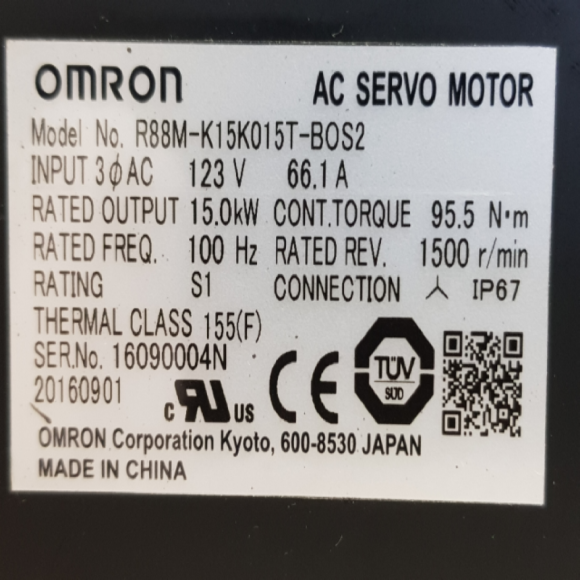 OMRON AC SERVO MOTOR
Model No. R88M-K15K015T-BOS2
INPUT 3ϕAC 123 V 66.1 A
RATED OUTPUT 15.0kW CONT.TORQUE 95.5 N·m
RATED FREQ. 100 Hz RATED REV. 1500 r/min
RATING S1 CONNECTION 人 IP67
THERMAL CLASS 155(F)
SER.No. 16090004N
20160901
c RU US CE TÜV SÜD
OMRON Corporation Kyoto, 600-8530 JAPAN
MADE IN CHINA